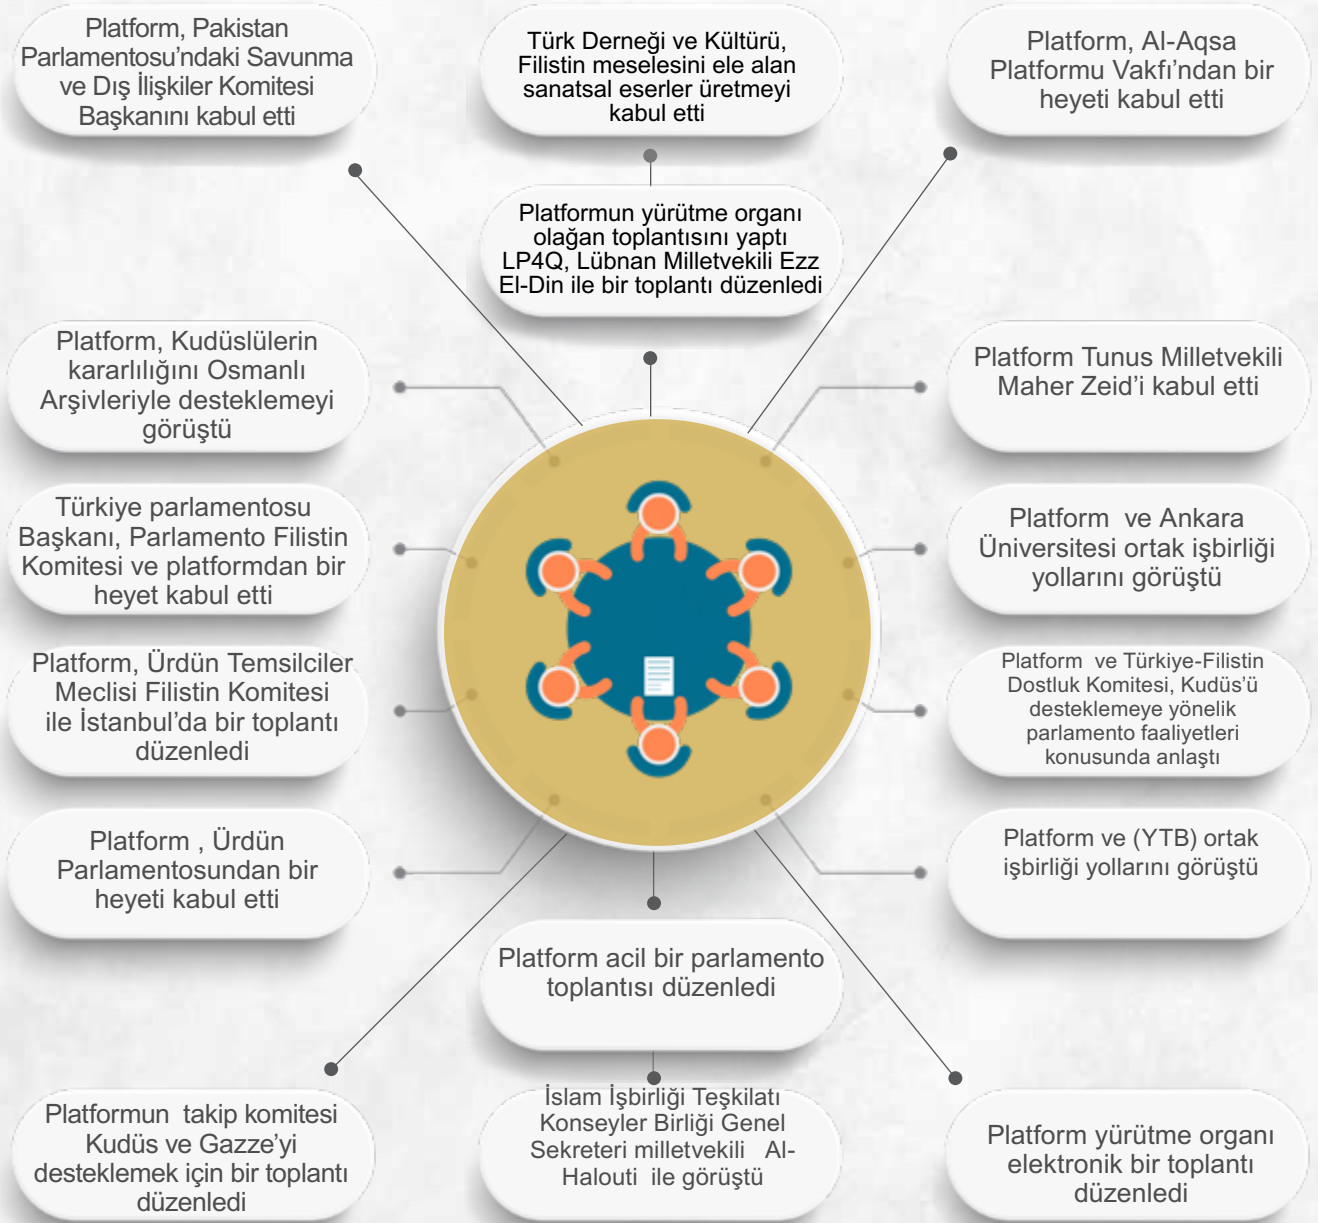 Platform, Pakistan
Parlamentosu’ndaki Savunma
ve Dış İlişkiler Komitesi
Başkanını kabul etti
Türk Derneği ve Kültürü,
Filistin meselesini ele alan
sanatsal eserler üretmeyi
kabul etti
Platform, Al-Aqsa
Platformu Vakfı’ndan bir
heyeti kabul etti
Platformun yürütme organı
olağan toplantısını yaptı
LP4Q, Lübnan Milletvekili Ezz
El-Din ile bir toplantı düzenledi
Platform, Kudüslülerin
kararlılığını Osmanlı
Arşivleriyle desteklemeyi
görüştü
Platform Tunus Milletvekili
Maher Zeid’i kabul etti
Türkiye parlamentosu
Başkanı, Parlamento Filistin
Komitesi ve platformdan bir
heyet kabul etti
Platform ve Ankara
Üniversitesi ortak işbirliği
yollarını görüştü
Platform, Ürdün Temsilciler
Meclisi Filistin Komitesi
ile İstanbul’da bir toplantı
düzenledi
Platform ve Türkiye-Filistin
Dostluk Komitesi, Kudüs’ü
desteklemeye yönelik
parlamento faaliyetleri
konusunda anlaştı
Platform , Ürdün
Parlamentosundan bir
heyeti kabul etti
Platform ve (YTB) ortak
işbirliği yollarını görüştü
Platform acil bir parlamento
toplantısı düzenledi
Platformun takip komitesi
Kudüs ve Gazze’yi
desteklemek için bir toplantı
düzenledi
İslam İşbirliği Teşkilatı
Konseyler Birliği Genel
Sekreteri milletvekili Al-
Halouti ile görüştü
Platform yürütme organı
elektronik bir toplantı
düzenledi